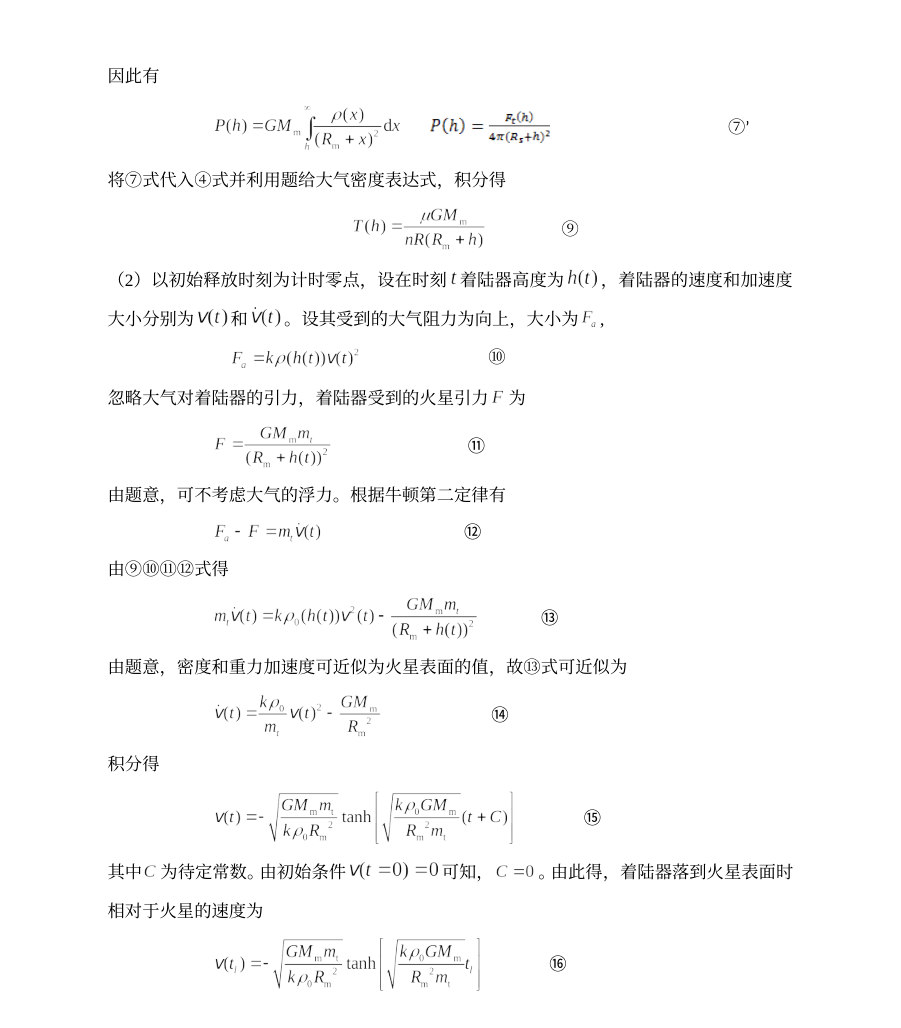 因此有
P(h)=GM_m ∫_h^∞ ρ(x)/(R_m+x)^2 dx P(h)=F_t(h)/4π(R_s+h)^2 ⑦'
将⑦式代入④式并利用题给大气密度表达式，积分得
T(h)=μGM_m/nR(R_m+h) ⑨
（2）以初始释放时刻为计时零点，设在时刻 t 着陆器高度为 h(t)，着陆器的速度和加速度
大小分别为 v(t) 和 v̇(t)。设其受到的大气阻力为向上，大小为 F_a，
F_a=kρ(h(t))v(t)^2 ⑩
忽略大气对着陆器的引力，着陆器受到的火星引力 F 为
F=GM_m m_t/(R_m+h(t))^2 ⑪
由题意，可不考虑大气的浮力。根据牛顿第二定律有
F_a-F=m_t v̇(t) ⑫
由⑨⑩⑪⑫式得
m_t v̇(t)=kρ_0(h(t))v^2(t)-GM_m m_t/(R_m+h(t))^2 ⑬
由题意，密度和重力加速度可近似为火星表面的值，故⑬式可近似为
v̇(t)=kρ_0/m_t v(t)^2-GM_m/R_m^2 ⑭
积分得
v(t)=-√(GM_m m_t/kρ_0R_m^2) tanh[√(kρ_0GM_m/R_m^2 m_t)(t+C)] ⑮
其中 C 为待定常数。由初始条件 v(t=0)=0 可知，C=0。由此得，着陆器落到火星表面时
相对于火星的速度为
v(t_l)=-√(GM_m m_t/kρ_0R_m^2) tanh[√(kρ_0GM_m/R_m^2 m_t) t_l] ⑯